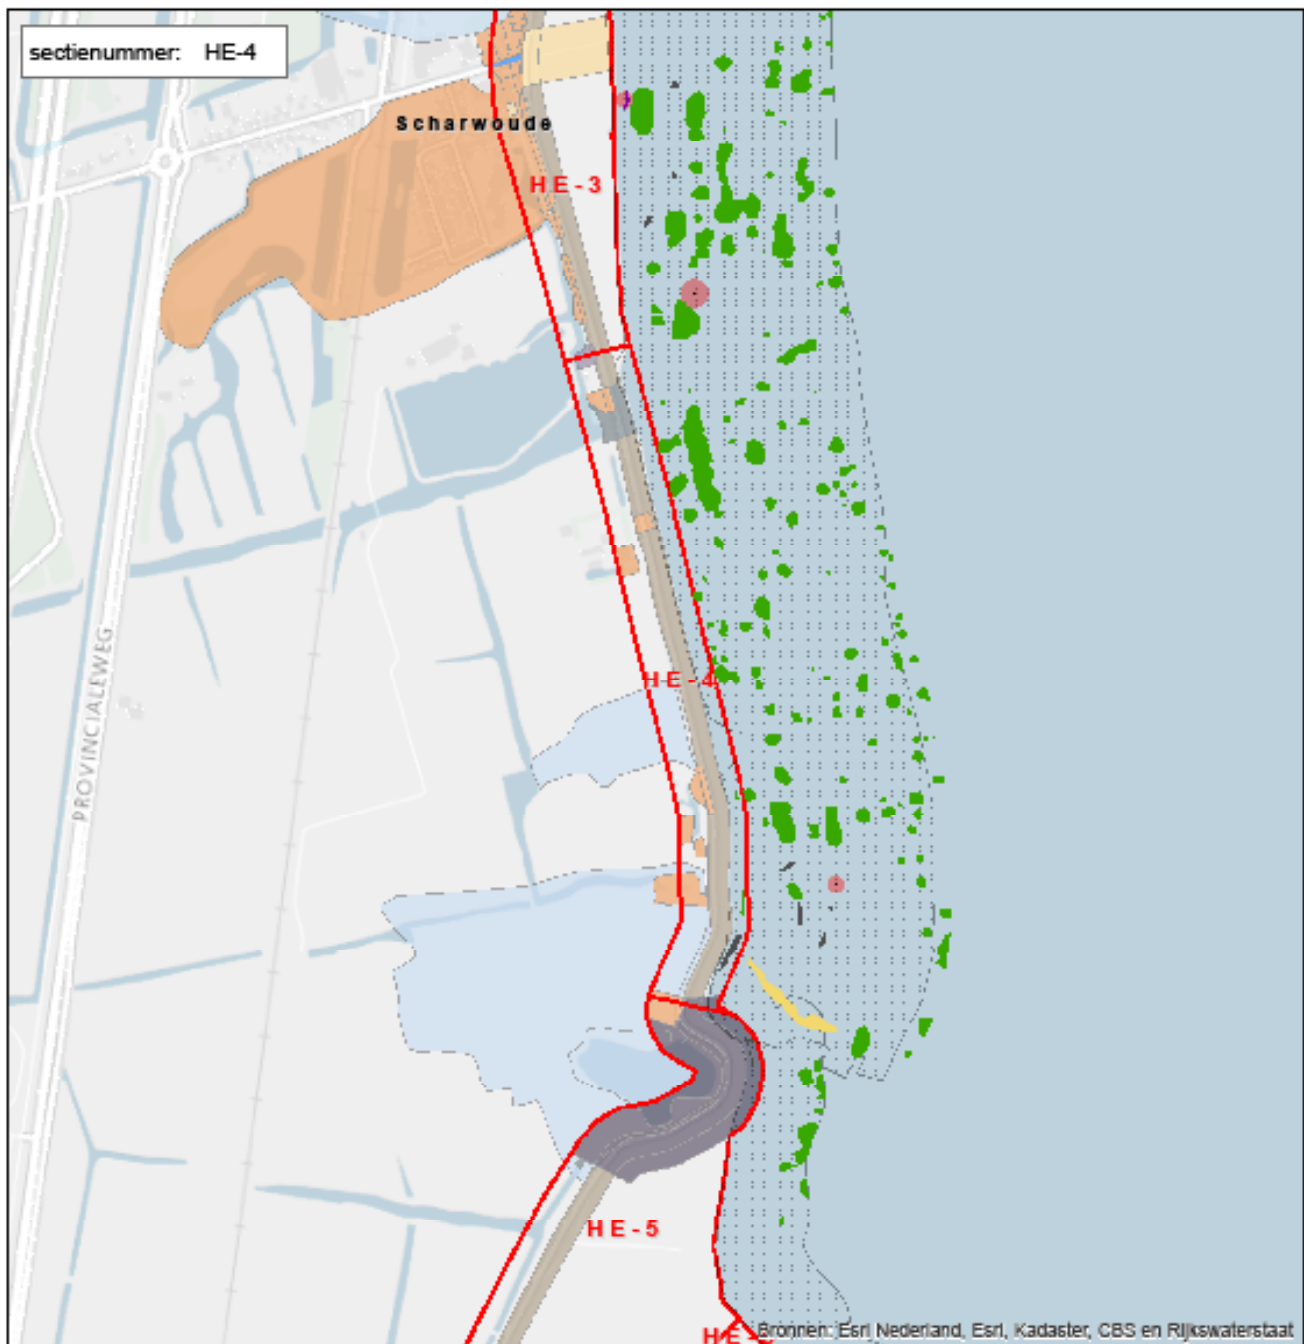 sectienummer: HE-4
Scharwoude
HE-3
PROVINCIALEWEG
HE-4
HE-5
HE-
Bronnen: Esri Nederland, Esri, Kadaster, CBS en Rijkswaterstaat